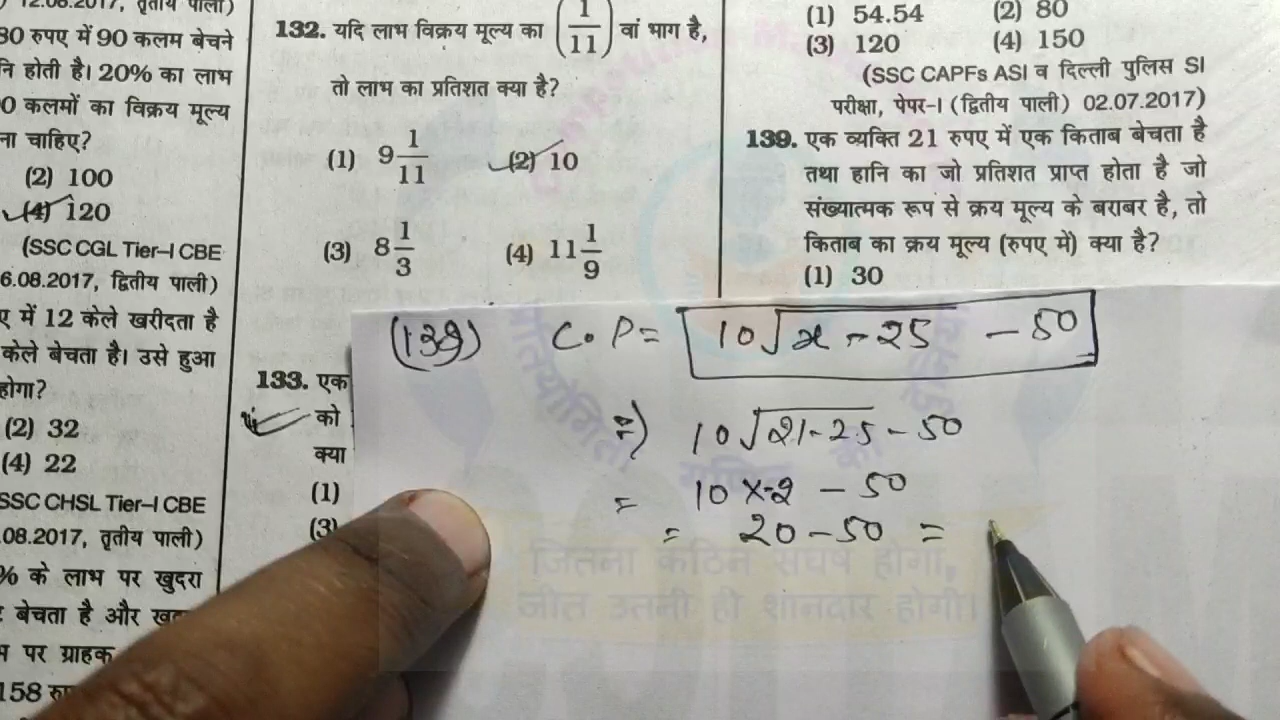 12.08.2017, तृतीय पाली)
80 रुपए में 90 कलम बेचने
नि होती है। 20% का लाभ
0 कलमों का विक्रय मूल्य
ना चाहिए?
(2) 100
(4) 120
(SSC CGL Tier-I CBE
6.08.2017, द्वितीय पाली)
ए में 12 केले खरीदता है
केले बेचता है। उसे हुआ
होगा?
(2) 32
(4) 22
SSC CHSL Tier-I CBE
.08.2017, तृतीय पाली)
% के लाभ पर खुदरा
बेचता है और
पर ग्राहक
158
132. यदि लाभ विक्रय मूल्य का (1/11) वां भाग है,
तो लाभ का प्रतिशत क्या है?
(1) 9 1/11 (2) 10
(3) 8 1/3 (4) 11 1/9
133. एक
को
क्या
(1)
(3)
(1) 54.54 (2) 80
(3) 120 (4) 150
(SSC CAPFs ASI व दिल्ली पुलिस SI
परीक्षा, पेपर-I (द्वितीय पाली) 02.07.2017)
139. एक व्यक्ति 21 रुपए में एक किताब बेचता है
तथा हानि का जो प्रतिशत प्राप्त होता है जो
संख्यात्मक रूप से क्रय मूल्य के बराबर है, तो
किताब का क्रय मूल्य (रुपए में) क्या है?
(1) 30
(139) C.P = 10√x-25 - 50
=) 10√21-25 - 50
= 10 x-2 - 50
= 20-50 =
प्रतियोगिता गणित की दुनिया
जितना कठिन संघर्ष होगा,
जीत उतनी ही शानदार होगी।